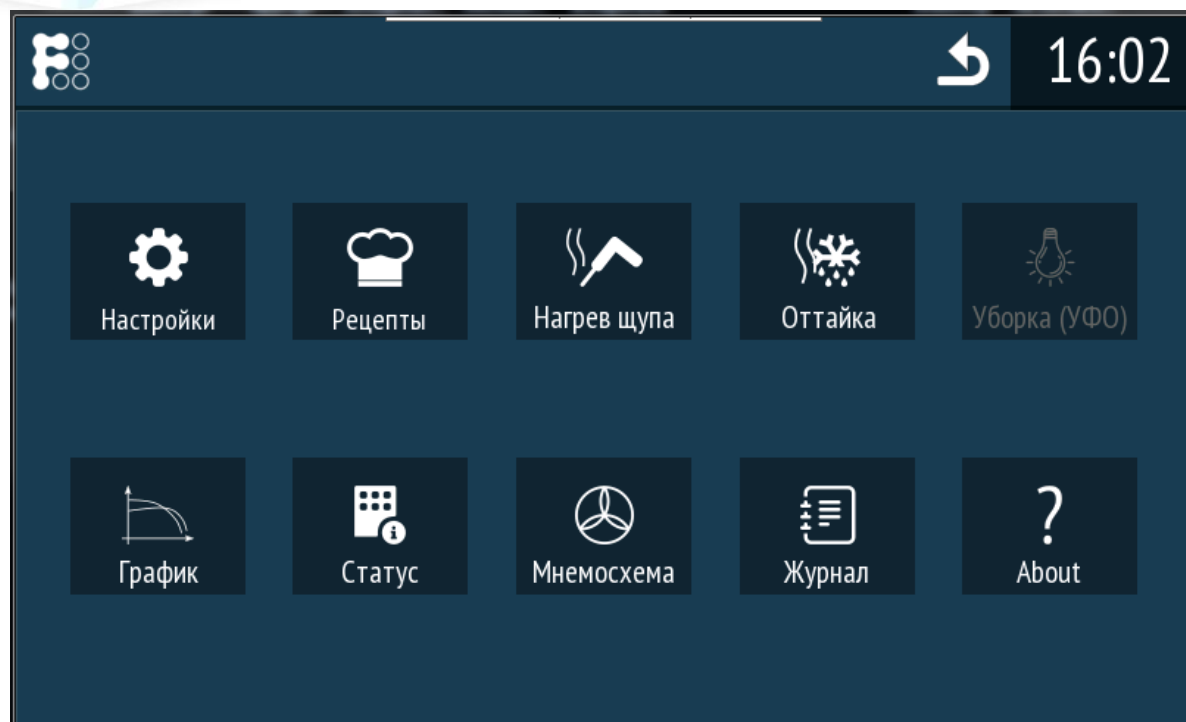 16:02
Настройки
Рецепты
Нагрев щупа
Оттайка
Уборка (УФО)
График
Статус
Мнемосхема
Журнал
?
About